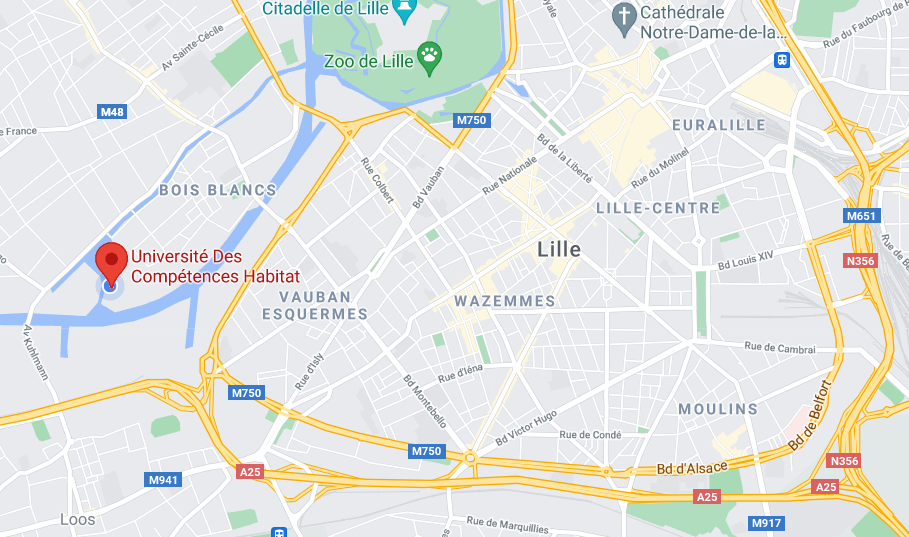 Citadelle de Lille
Cathédrale
Notre-Dame-de-la...
Zoo de Lille
Av Sainte-Cécile
Rue du Faubourg de R
M48
M750
EURALILLE
e France
Rue Colbert
Bd Vauban
Rue Nationale
Bd de la Liberté
Rue du Molinel
BOIS BLANCS
LILLE-CENTRE
M651
Université Des
Compétences Habitat
Lille
Bd Louis XIV
N356
Rue de B
VAUBAN
ESQUERMES
WAZEMMES
Av Kuhlmann
Rue d'Isly
Rue d'Iéna
Rue de Cambrai
M750
Bd Montebello
MOULINS
Bd de Belfort
Bd Victor Hugo
Rue de Condé
M750
A25
M941
Bd d'Alsace
N356
A25
A25
Loos
Rue de Marquillies
M917